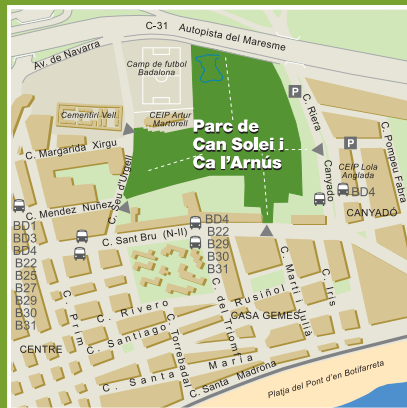 C-31 Autopista del Maresme
Av. de Navarra
Camp de futbol
Badalona
P
C. Riera
Canyadó
Cementiri Vell
CEIP Artur
Martorell
Parc de
Can Solei i
Ca l'Arnús
P
C. Pompeu Fabra
C. Margarida Xirgu
C. Seu d'Urgell
CEIP Lola
Anglada
BD4
CANYADÓ
C. Mendez Nuñez
BD1
BD3
BD4
B22
B25
B27
B29
B30
B31
C. Sant Bru (N-II)
BD4
B22
B29
B30
B31
C. Prim
C. Rivero
C. Santiago
C. Torrebadal
C. del Triomf
C. Rusiñol
CASA GEMES
C. Martí i Julià
C. Iris
CENTRE
C. Santa Maria
C. Santa Madrona
Platja del Pont d'en Botifarreta